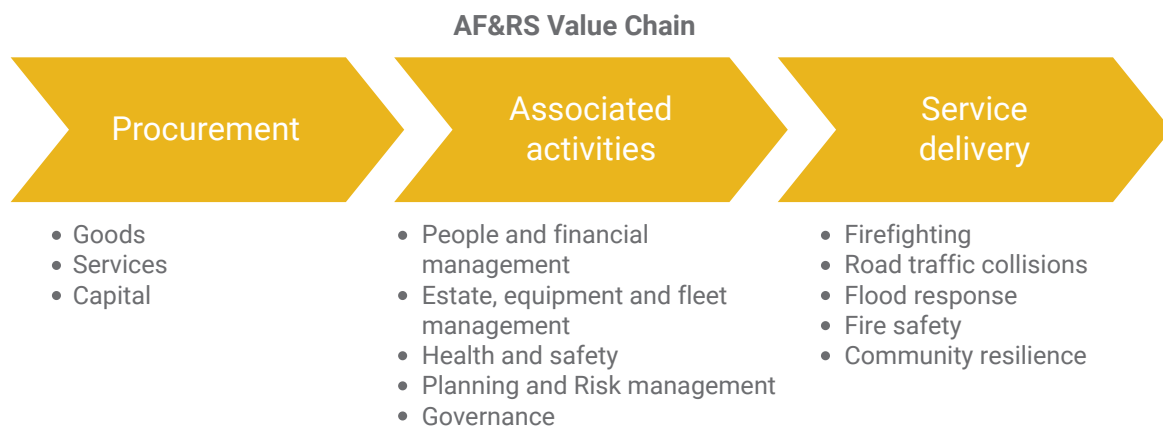 AF&RS Value Chain
Procurement
Associated
activities
Service
delivery
• Goods
• Services
• Capital
• People and financial
management
• Estate, equipment and fleet
management
• Health and safety
• Planning and Risk management
• Governance
• Firefighting
• Road traffic collisions
• Flood response
• Fire safety
• Community resilience